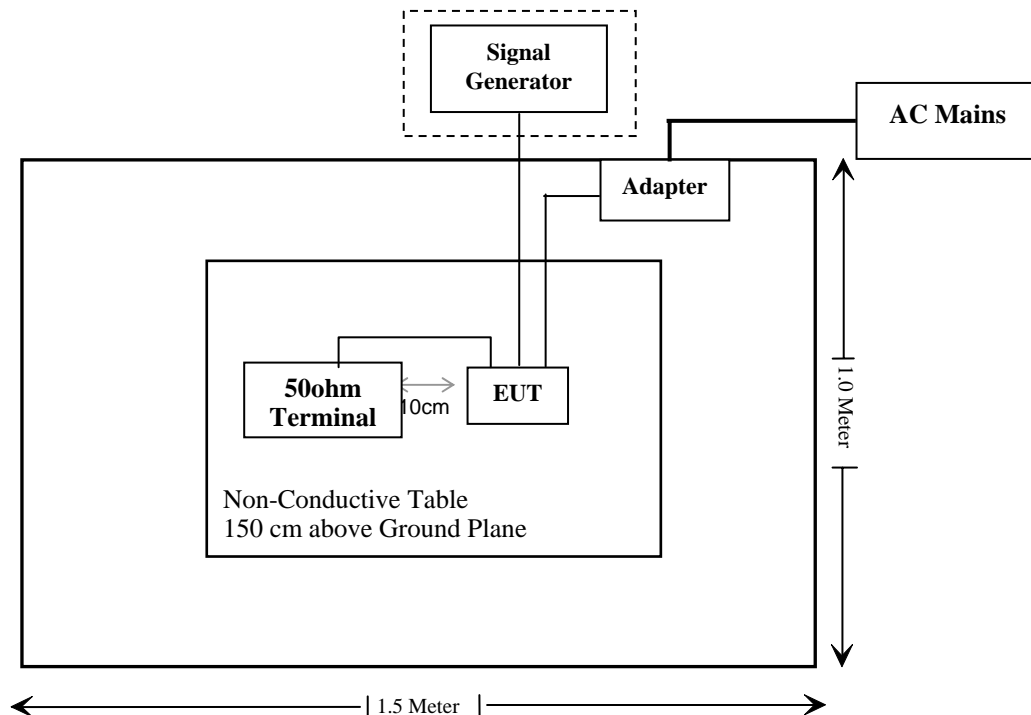 Signal
Generator
AC Mains
Adapter
50ohm
Terminal
10cm
EUT
1.0 Meter
Non-Conductive Table
150 cm above Ground Plane
1.5 Meter